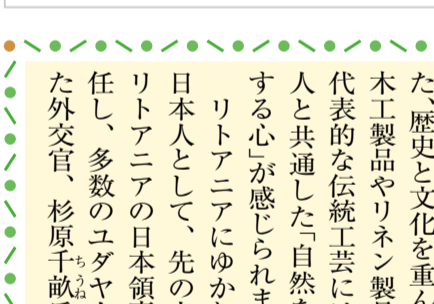 た、歴史と文化を重ん
木工製品やリネン製
代表的な伝統工芸に
人と共通した「自然
する心」が感じられ
リトアニアにゆか
日本人として、先の
リトアニアの日本領
任し、多数のユダヤ
た外交官、杉原千畝
ちうね